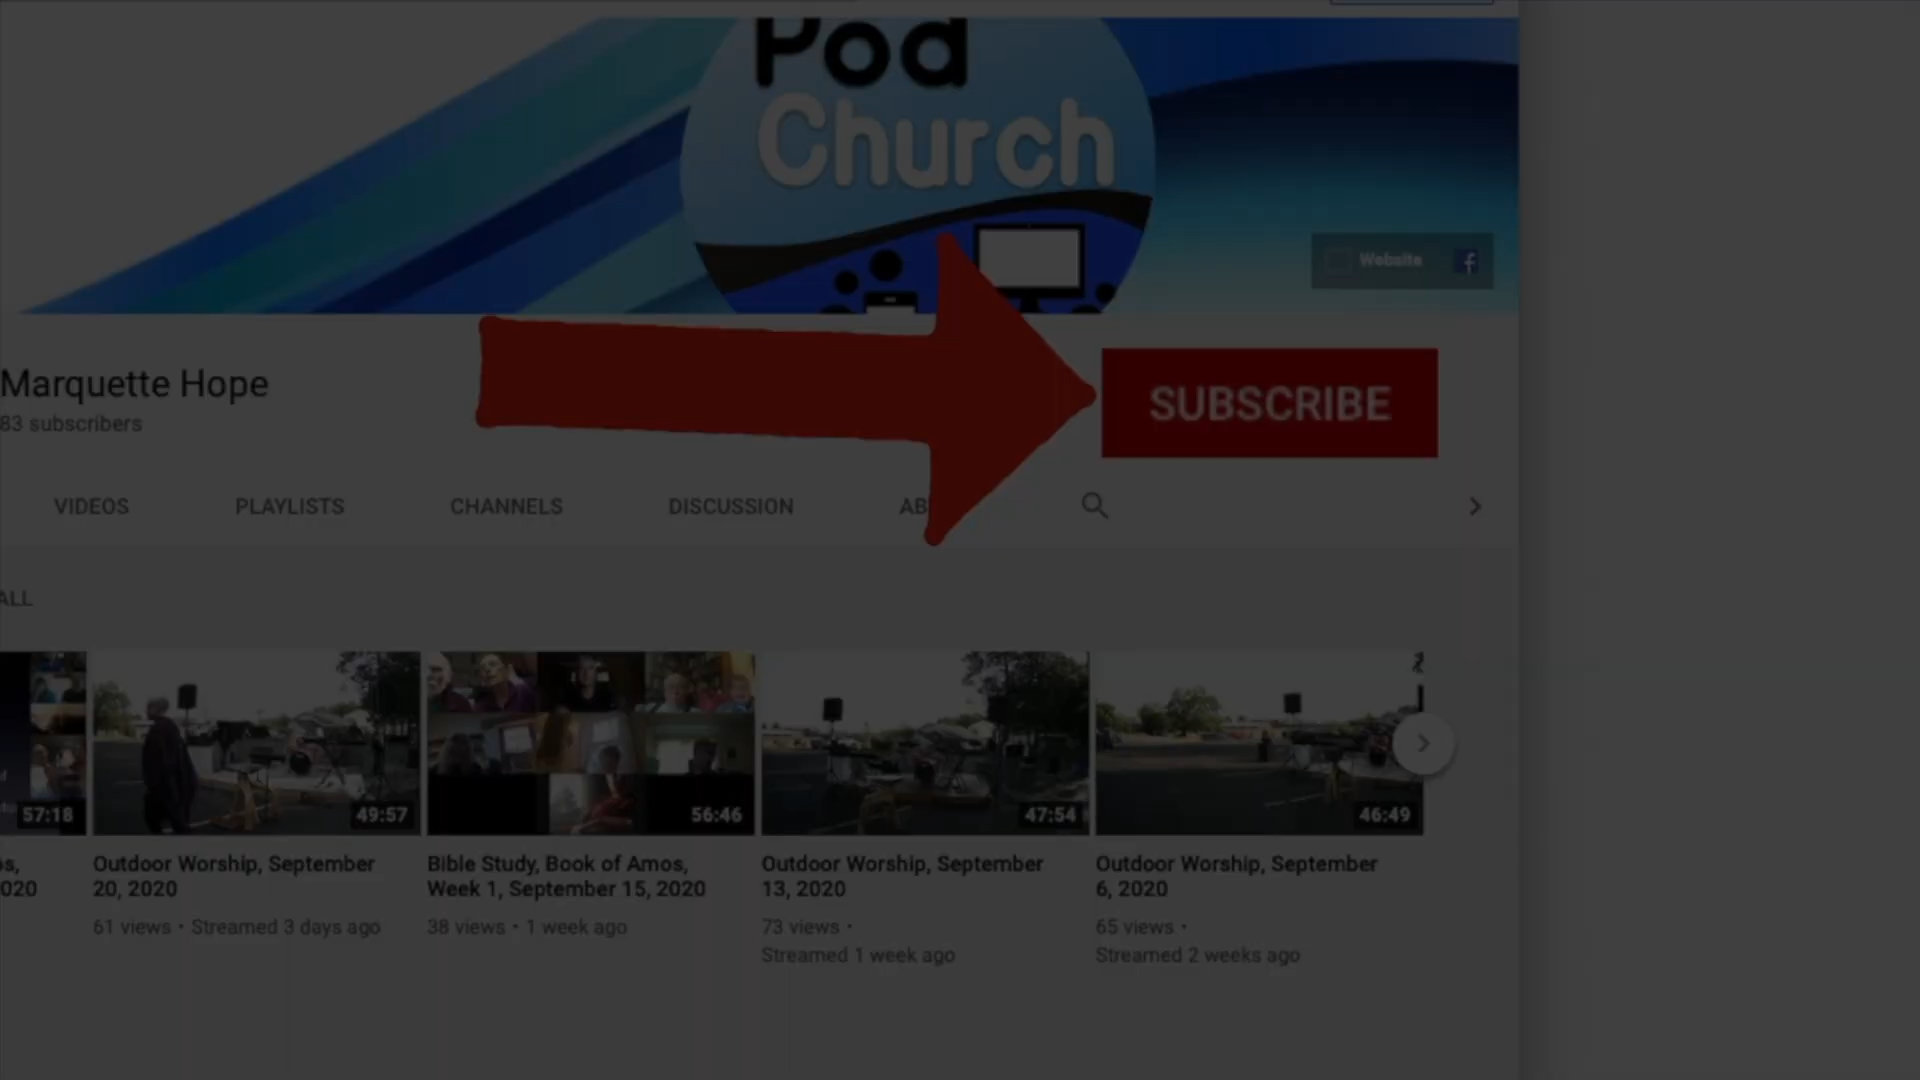 Pod
Church
Website
Marquette Hope
83 subscribers
SUBSCRIBE
VIDEOS
PLAYLISTS
CHANNELS
DISCUSSION
AB
ALL
57:18
49:57
56:46
47:54
46:49
020
Outdoor Worship, September
20, 2020
61 views • Streamed 3 days ago
Bible Study, Book of Amos,
Week 1, September 15, 2020
38 views • 1 week ago
Outdoor Worship, September
13, 2020
73 views •
Streamed 1 week ago
Outdoor Worship, September
6, 2020
65 views •
Streamed 2 weeks ago